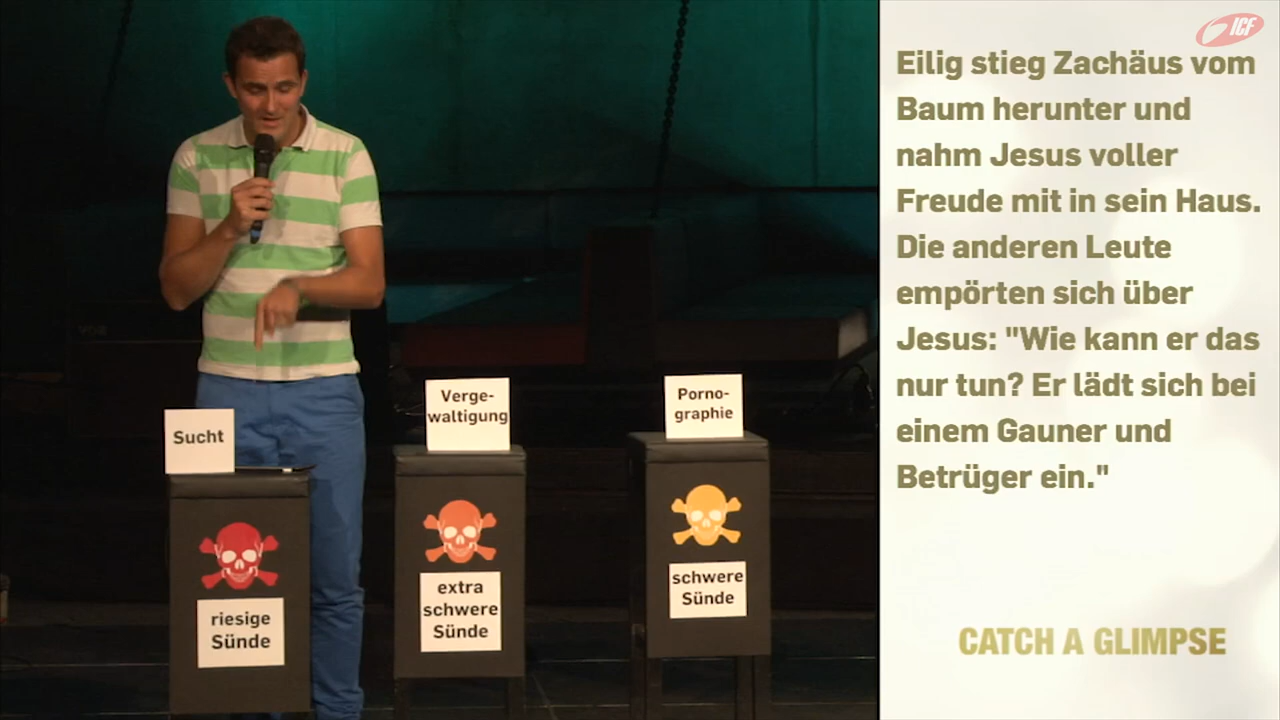 ICF
Eilig stieg Zachäus vom
Baum herunter und
nahm Jesus voller
Freude mit in sein Haus.
Die anderen Leute
empörten sich über
Jesus: "Wie kann er das
nur tun? Er lädt sich bei
einem Gauner und
Betrüger ein."
CATCH A GLIMPSE
Sucht
riesige
Sünde
Verge-
waltigung
extra
schwere
Sünde
Porno-
graphie
schwere
Sünde